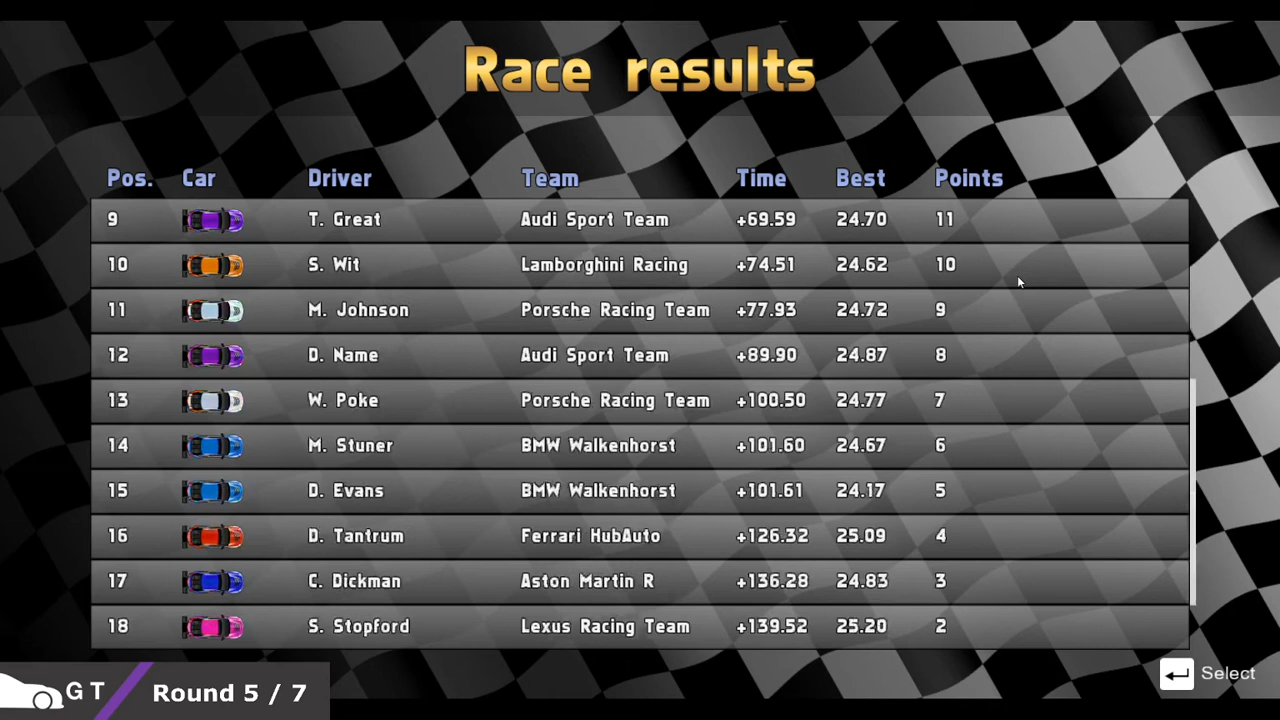 Race results
Pos. Car Driver Team Time Best Points
9 T. Great Audi Sport Team +69.59 24.70 11
10 S. Wit Lamborghini Racing +74.51 24.62 10
11 M. Johnson Porsche Racing Team +77.93 24.72 9
12 D. Name Audi Sport Team +89.90 24.87 8
13 W. Poke Porsche Racing Team +100.50 24.77 7
14 M. Stuner BMW Walkenhorst +101.60 24.67 6
15 D. Evans BMW Walkenhorst +101.61 24.17 5
16 D. Tantrum Ferrari HubAuto +126.32 25.09 4
17 C. Dickman Aston Martin R +136.28 24.83 3
18 S. Stopford Lexus Racing Team +139.52 25.20 2
Select
GT Round 5 / 7